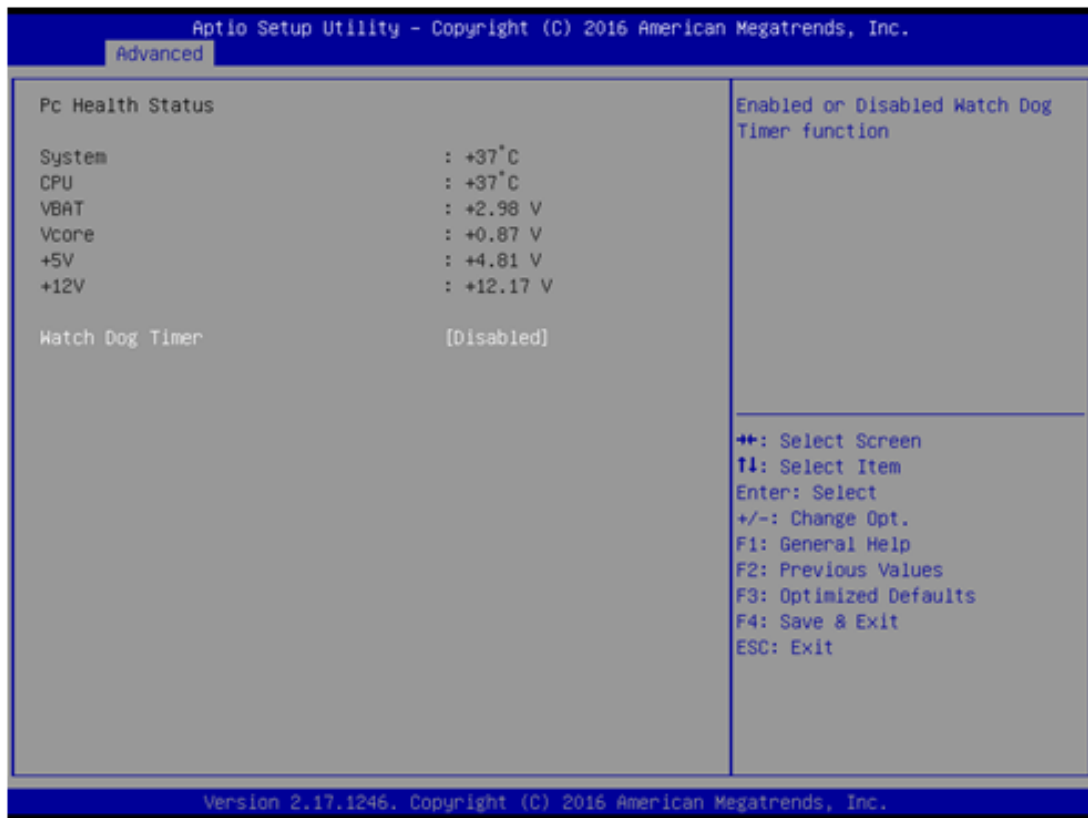 Aptio Setup Utility – Copyright (C) 2016 American Megatrends, Inc.
Advanced
Pc Health Status
System : +37°C
CPU : +37°C
VBAT : +2.98 V
Vcore : +0.87 V
+5V : +4.81 V
+12V : +12.17 V
Watch Dog Timer [Disabled]
Enabled or Disabled Watch Dog
Timer function
→←: Select Screen
↑↓: Select Item
Enter: Select
+/-: Change Opt.
F1: General Help
F2: Previous Values
F3: Optimized Defaults
F4: Save & Exit
ESC: Exit
Version 2.17.1246. Copyright (C) 2016 American Megatrends, Inc.